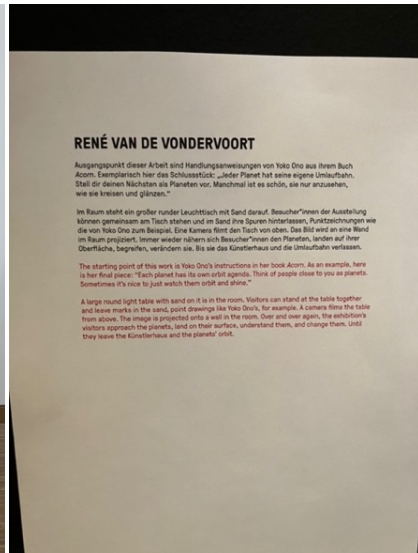 RENÉ VAN DE VONDERVOORT
Ausgangspunkt dieser Arbeit sind Handlungsanweisungen von Yoko Ono aus ihrem Buch
Acorn. Exemplarisch hier das Schlussstück: „Jeder Planet hat seine eigene Umlaufbahn.
Stell dir deinen Nächsten als Planeten vor. Manchmal ist es schön, sie nur anzusehen,
wie sie kreisen und glänzen.“
Im Raum steht ein großer runder Leuchttisch mit Sand darauf. Besucher*innen der Ausstellung
können gemeinsam am Tisch stehen und im Sand ihre Spuren hinterlassen, Punktzeichnungen wie
die von Yoko Ono zum Beispiel. Eine Kamera filmt den Tisch von oben. Das Bild wird an eine Wand
im Raum projiziert. Immer wieder nähern sich Besucher*innen den Planeten, landen auf ihrer
Oberfläche, begreifen, verändern sie. Bis sie das Künstlerhaus und die Umlaufbahn verlassen.
The starting point of this work is Yoko Ono's instructions in her book Acorn. As an example, here
is her final piece: "Each planet has its own orbit agenda. Think of people close to you as planets.
Sometimes it's nice to just watch them orbit and shine."
A large round light table with sand on it is in the room. Visitors can stand at the table together
and leave marks in the sand, point drawings like Yoko Ono's, for example. A camera films the table
from above. The image is projected onto a wall in the room. Over and over again, the exhibition's
visitors approach the planets, land on their surface, understand them, and change them. Until
they leave the Künstlerhaus and the planets' orbit.